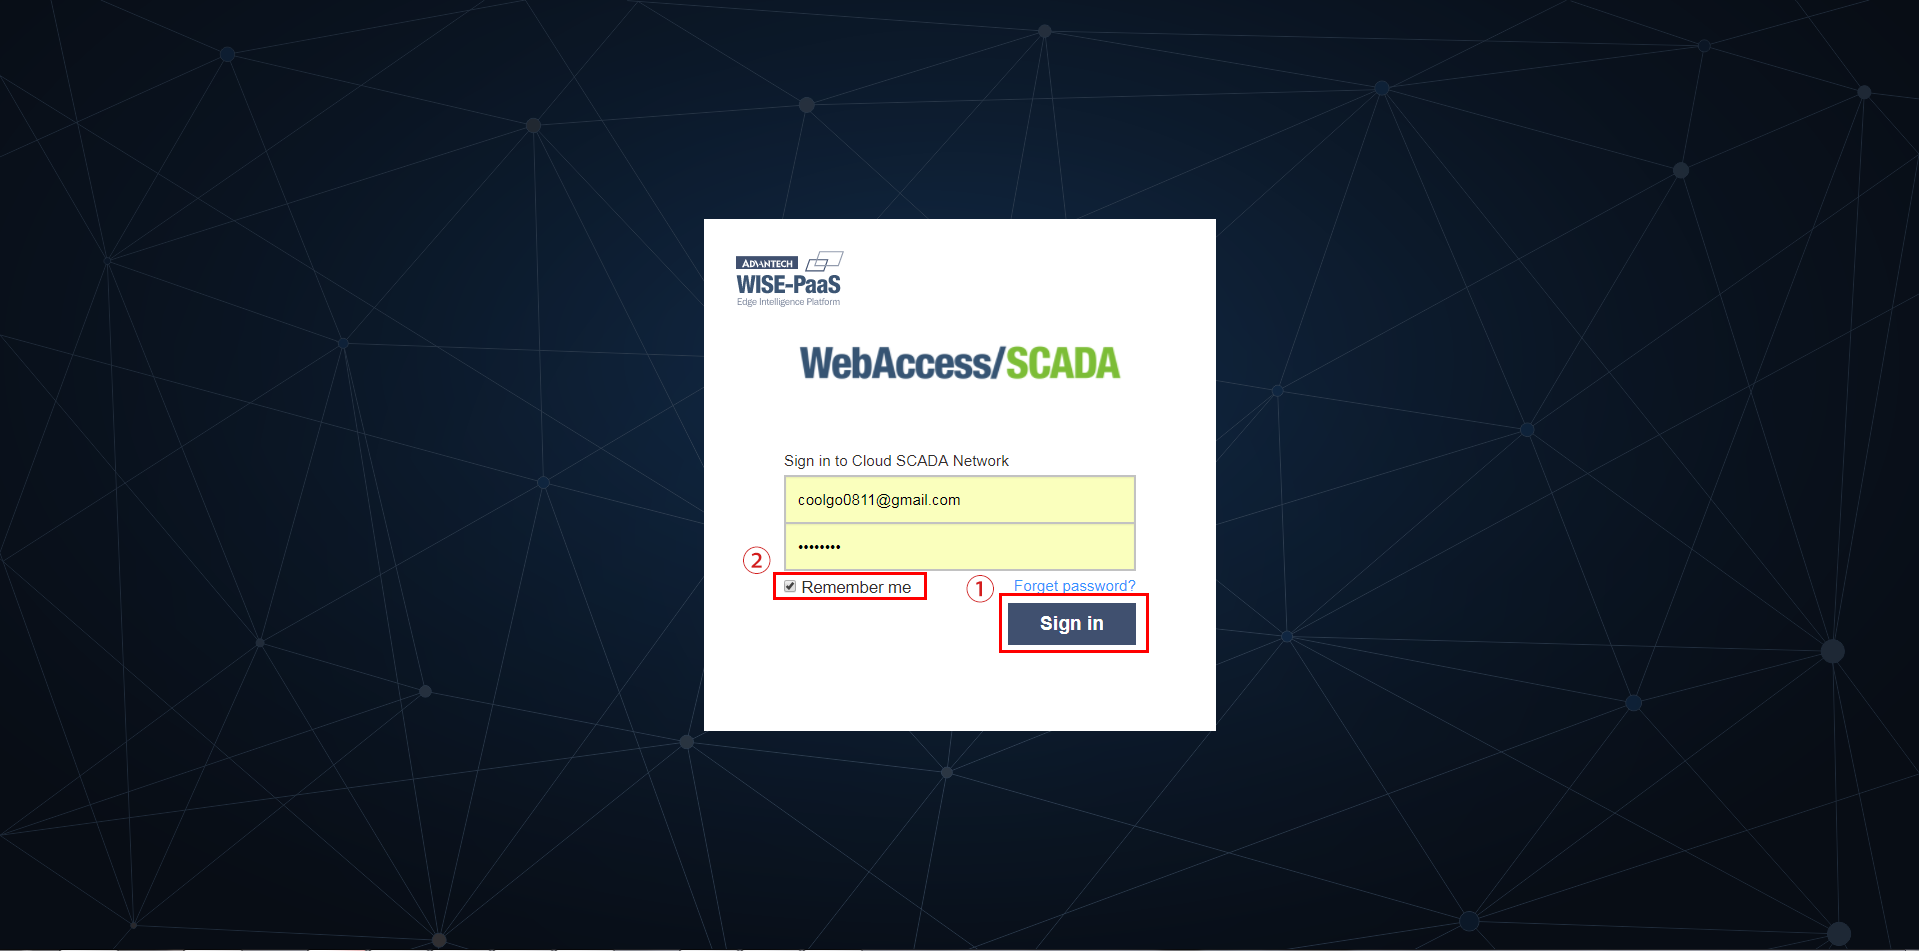 ADVANTECH
WISE-PaaS
Edge Intelligence Platform
WebAccess/SCADA
Sign in to Cloud SCADA Network
coolgo0811@gmail.com
••••••••
② Remember me
① Forget password?
Sign in